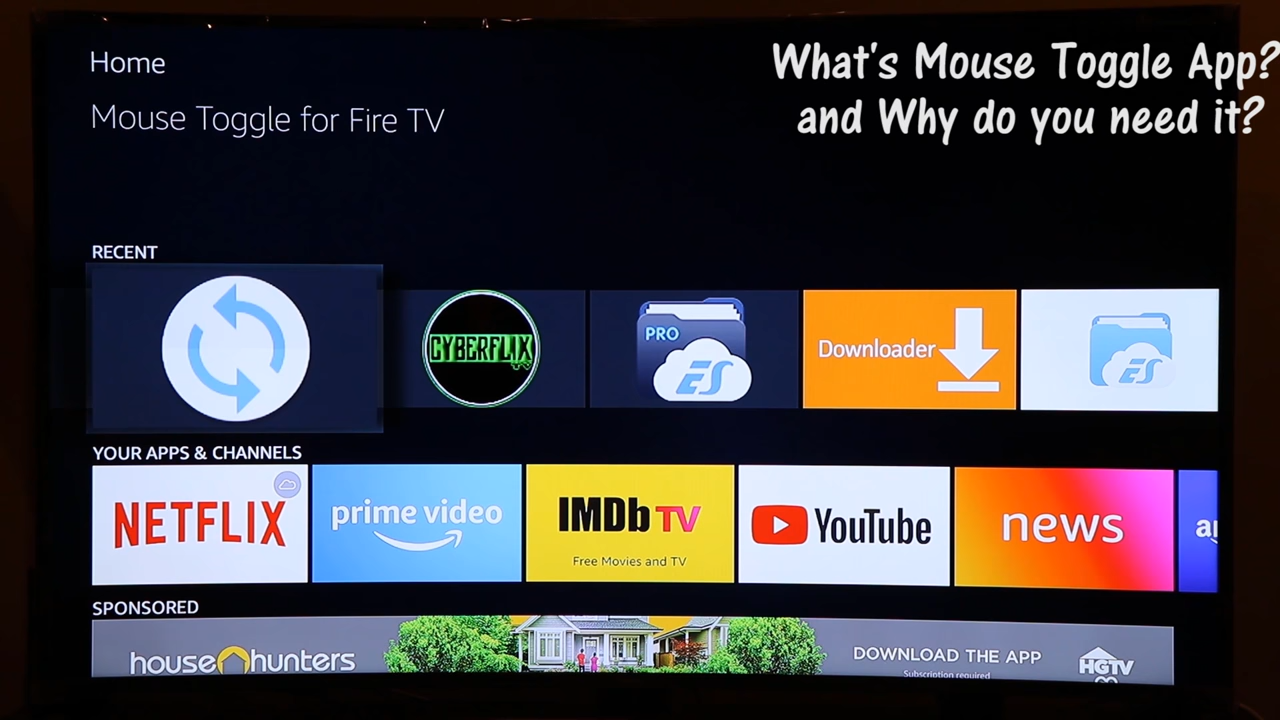 What's Mouse Toggle App?
and Why do you need it?
Home
Mouse Toggle for Fire TV
RECENT
CYBERFLIX
TV
PRO
ES
Downloader
ES
YOUR APPS & CHANNELS
NETFLIX
prime video
IMDb TV
Free Movies and TV
YouTube
news
SPONSORED
house hunters
DOWNLOAD THE APP
Subscription required
HGTV